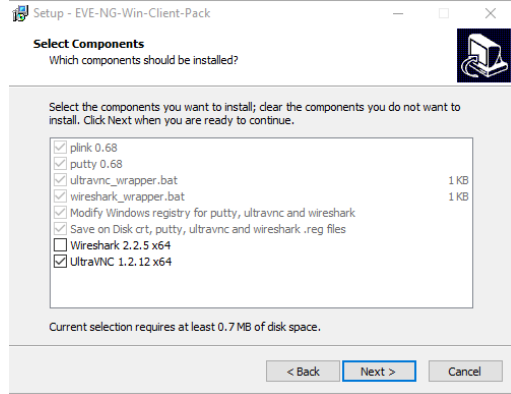 Setup - EVE-NG-Win-Client-Pack
Select Components
Which components should be installed?
Select the components you want to install; clear the components you do not want to
install. Click Next when you are ready to continue.
plink 0.68
putty 0.68
ultravnc_wrapper.bat 1 KB
wireshark_wrapper.bat 1 KB
Modify Windows registry for putty, ultravnc and wireshark
Save on Disk crt, putty, ultravnc and wireshark .reg files
Wireshark 2.2.5 x64
UltraVNC 1.2.12 x64
Current selection requires at least 0.7 MB of disk space.
< Back Next > Cancel